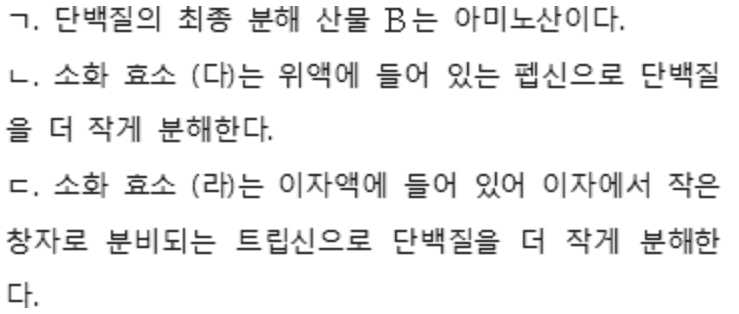 ㄱ. 단백질의 최종 분해 산물 B는 아미노산이다.
ㄴ. 소화 효소 (다)는 위액에 들어 있는 펩신으로 단백질
을 더 작게 분해한다.
ㄷ. 소화 효소 (라)는 이자액에 들어 있어 이자에서 작은
창자로 분비되는 트립신으로 단백질을 더 작게 분해한
다.